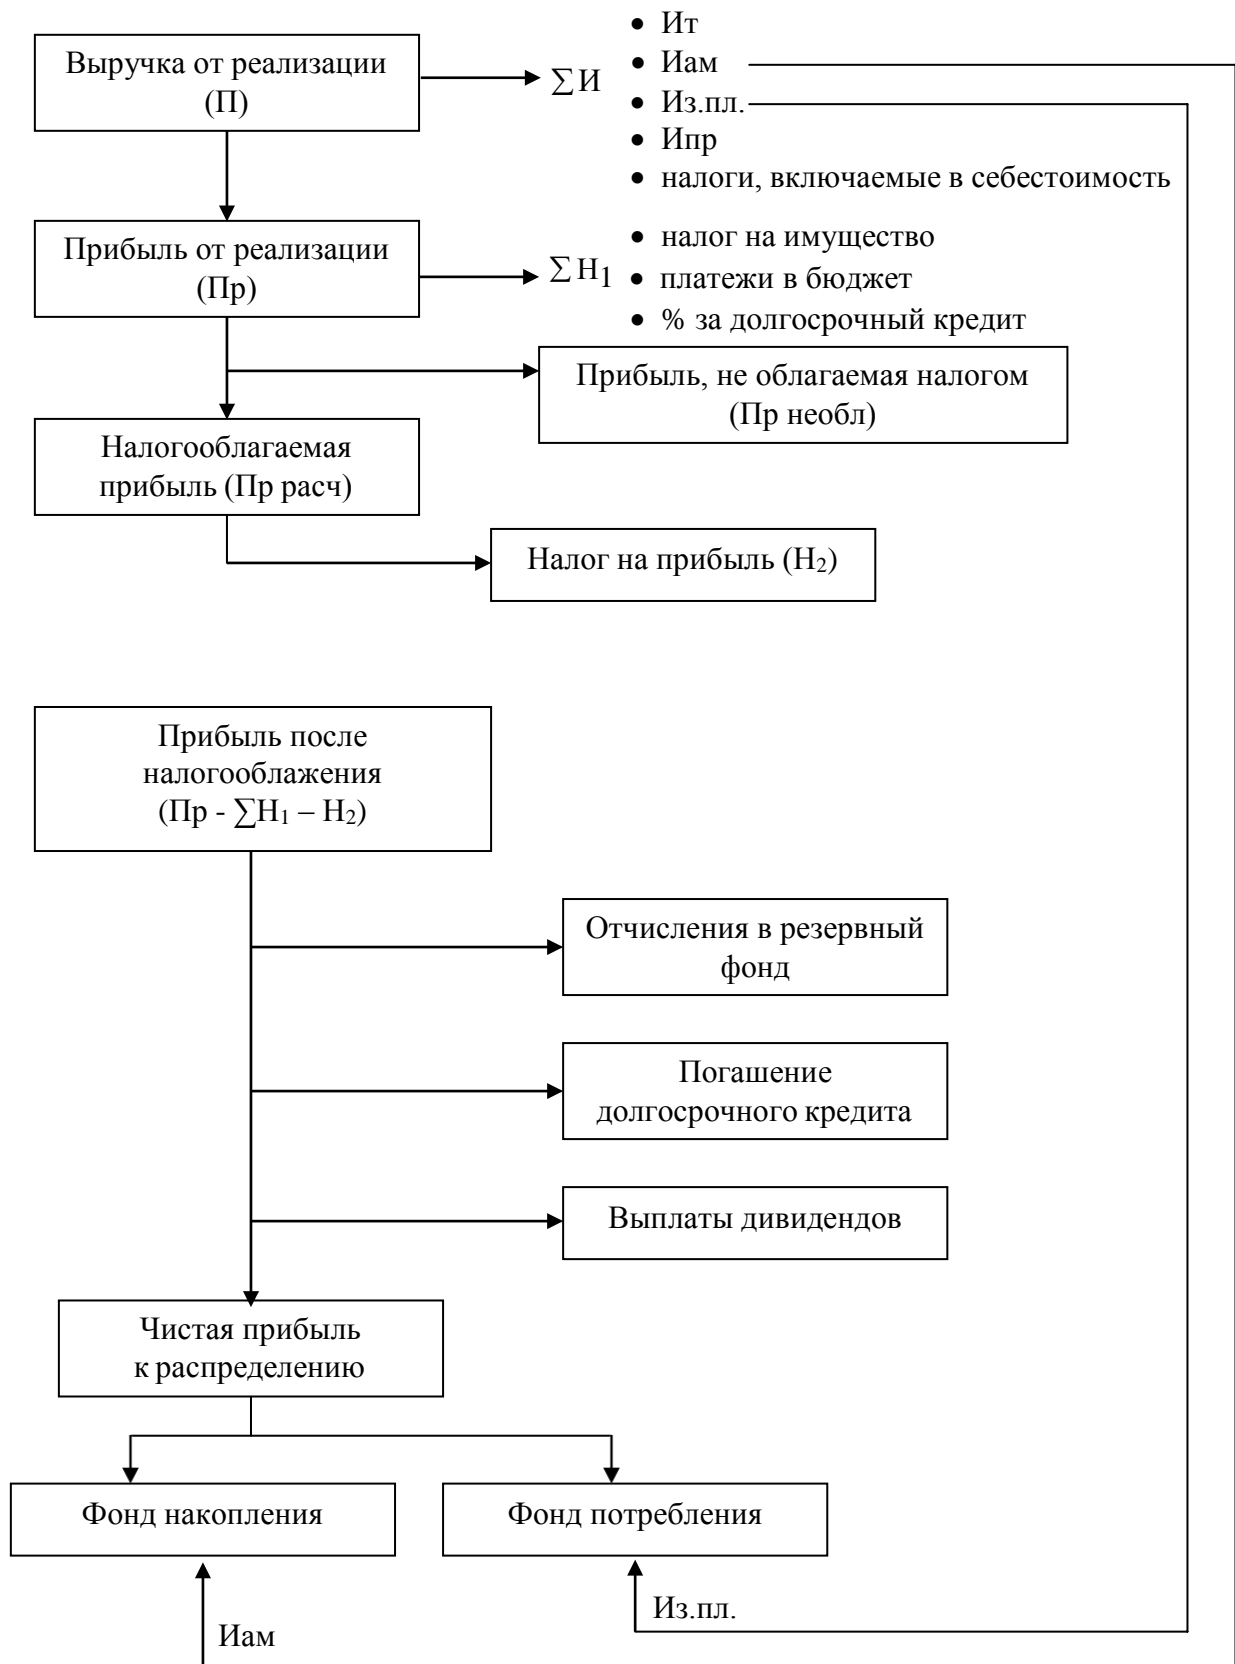 Выручка от реализации
(П)
∑И
• Ит
• Иам
• Из.пл.
• Ипр
• налоги, включаемые в себестоимость
Прибыль от реализации
(Пр)
∑Н₁
• налог на имущество
• платежи в бюджет
• % за долгосрочный кредит
Прибыль, не облагаемая налогом
(Пр необл)
Налогооблагаемая
прибыль (Пр расч)
Налог на прибыль (Н₂)
Прибыль после
налогооблажения
(Пр - ∑Н₁ – Н₂)
Отчисления в резервный
фонд
Погашение
долгосрочного кредита
Выплаты дивидендов
Чистая прибыль
к распределению
Фонд накопления
Фонд потребления
Из.пл.
Иам